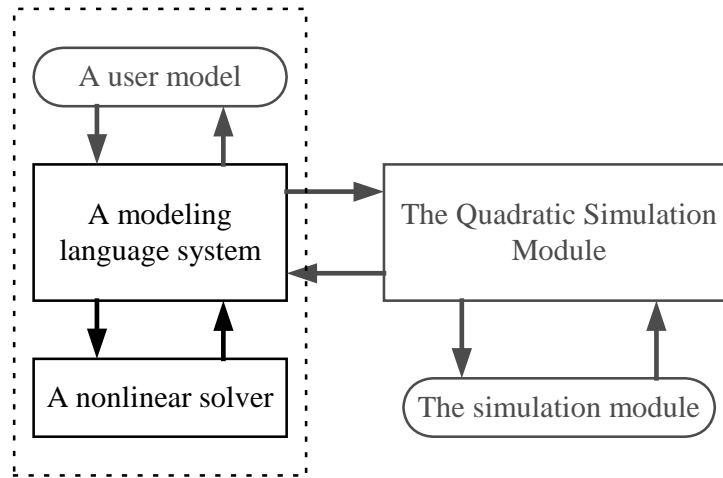 A user model
A modeling
language system
A nonlinear solver
The Quadratic Simulation
Module
The simulation module